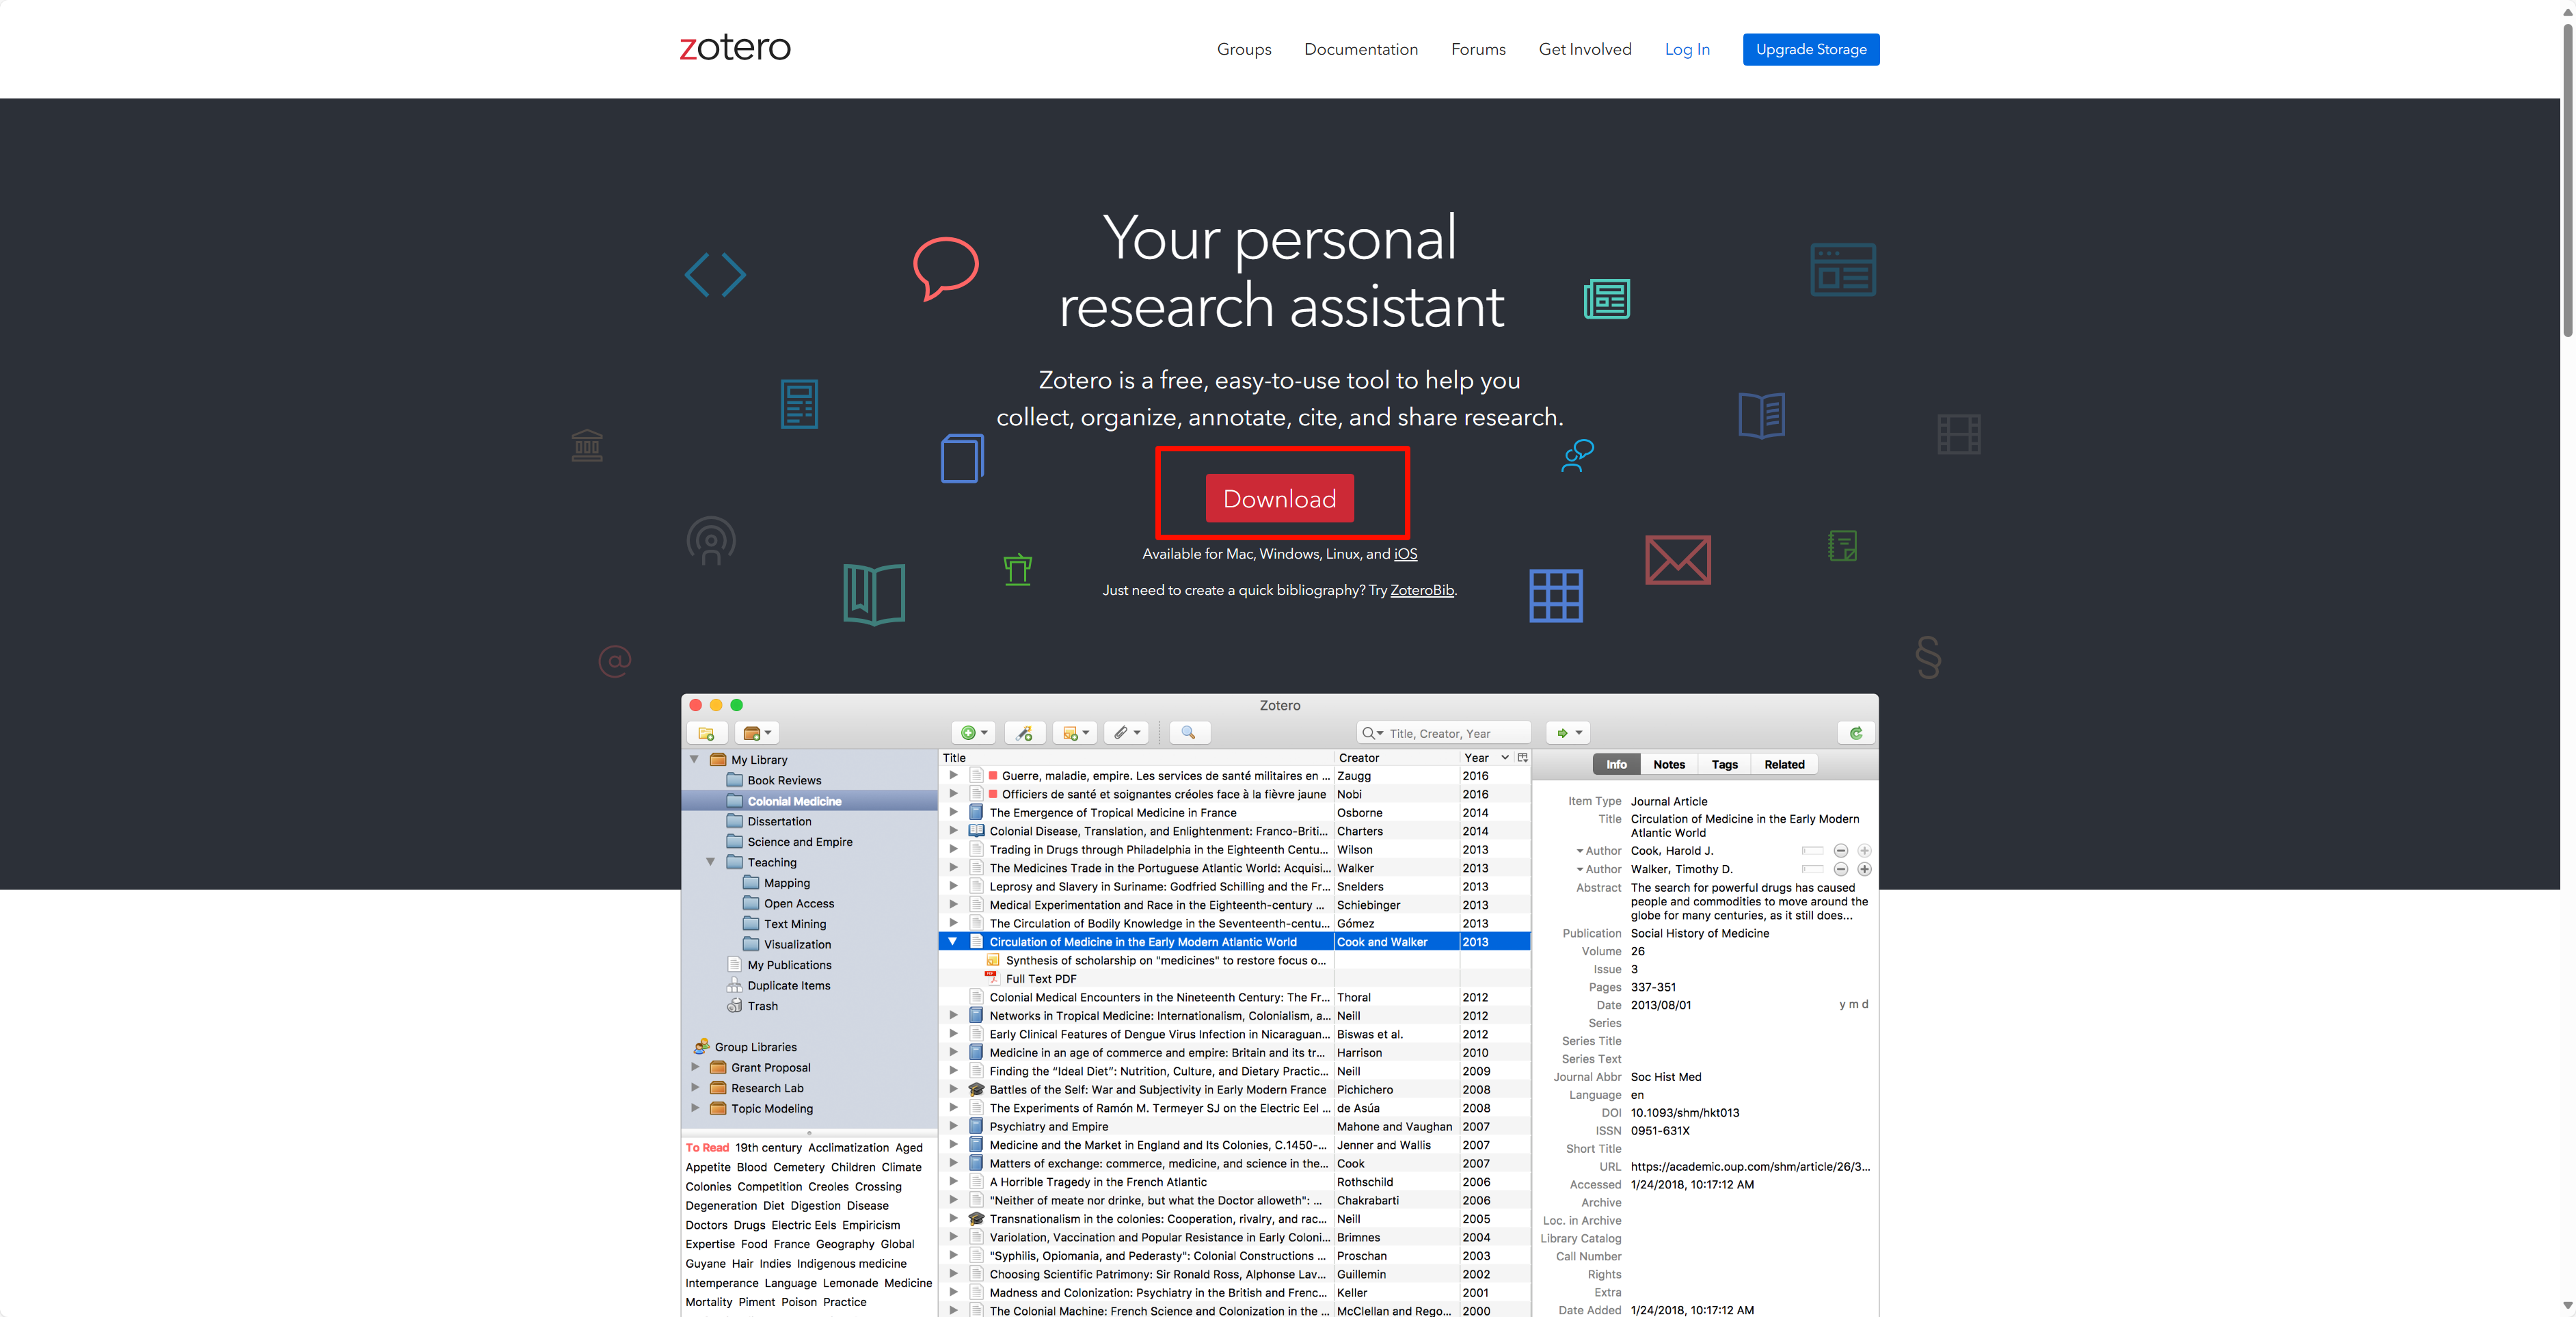 zotero
Groups
Documentation
Forums
Get Involved
Log In
Upgrade Storage
Your personal
research assistant
Zotero is a free, easy-to-use tool to help you
collect, organize, annotate, cite, and share research.
Download
Available for Mac, Windows, Linux, and iOS
Just need to create a quick bibliography? Try ZoteroBib.
Zotero
Title, Creator, Year
My Library
Book Reviews
Colonial Medicine
Dissertation
Science and Empire
Teaching
Mapping
Open Access
Text Mining
Visualization
My Publications
Duplicate Items
Trash
Group Libraries
Grant Proposal
Research Lab
Topic Modeling
To Read 19th century Acclimatization Aged
Appetite Blood Cemetery Children Climate
Colonies Competition Creoles Crossing
Degeneration Diet Digestion Disease
Doctors Drugs Electric Eels Empiricism
Expertise Food France Geography Global
Guyane Hair Indies Indigenous medicine
Intemperance Language Lemonade Medicine
Mortality Piment Poison Practice
Title Creator Year
Guerre, maladie, empire. Les services de santé militaires en ... Zaugg 2016
Officiers de santé et soignantes créoles face à la fièvre jaune Nobi 2016
The Emergence of Tropical Medicine in France Osborne 2014
Colonial Disease, Translation, and Enlightenment: Franco-Briti... Charters 2014
Trading in Drugs through Philadelphia in the Eighteenth Centu... Wilson 2013
The Medicines Trade in the Portuguese Atlantic World: Acquisi... Walker 2013
Leprosy and Slavery in Suriname: Godfried Schilling and the Fr... Snelders 2013
Medical Experimentation and Race in the Eighteenth-century ... Schiebinger 2013
The Circulation of Bodily Knowledge in the Seventeenth-centu... Gómez 2013
Circulation of Medicine in the Early Modern Atlantic World Cook and Walker 2013
Synthesis of scholarship on "medicines" to restore focus o...
Full Text PDF
Colonial Medical Encounters in the Nineteenth Century: The Fr... Thoral 2012
Networks in Tropical Medicine: Internationalism, Colonialism, a... Neill 2012
Early Clinical Features of Dengue Virus Infection in Nicaraguan... Biswas et al. 2012
Medicine in an age of commerce and empire: Britain and its tr... Harrison 2010
Finding the “Ideal Diet”: Nutrition, Culture, and Dietary Practic... Neill 2009
Battles of the Self: War and Subjectivity in Early Modern France Pichichero 2008
The Experiments of Ramón M. Termeyer SJ on the Electric Eel ... de Asúa 2008
Psychiatry and Empire Mahone and Vaughan 2007
Medicine and the Market in England and Its Colonies, C.1450-... Jenner and Wallis 2007
Matters of exchange: commerce, medicine, and science in the... Cook 2007
A Horrible Tragedy in the French Atlantic Rothschild 2006
"Neither of meate nor drinke, but what the Doctor alloweth": ... Chakrabarti 2006
Transnationalism in the colonies: Cooperation, rivalry, and rac... Neill 2005
Variolation, Vaccination and Popular Resistance in Early Coloni... Brimnes 2004
"Syphilis, Opiomania, and Pederasty": Colonial Constructions ... Proschan 2003
Choosing Scientific Patrimony: Sir Ronald Ross, Alphonse Lav... Guillemin 2002
Madness and Colonization: Psychiatry in the British and Frenc... Keller 2001
The Colonial Machine: French Science and Colonization in the ... McClellan and Rego... 2000
Info Notes Tags Related
Item Type Journal Article
Title Circulation of Medicine in the Early Modern
Atlantic World
Author Cook, Harold J.
Author Walker, Timothy D.
Abstract The search for powerful drugs has caused
people and commodities to move around the
globe for many centuries, as it still does...
Publication Social History of Medicine
Volume 26
Issue 3
Pages 337-351
Date 2013/08/01 y m d
Series
Series Title
Series Text
Journal Abbr Soc Hist Med
Language en
DOI 10.1093/shm/hkt013
ISSN 0951-631X
Short Title
URL https://academic.oup.com/shm/article/26/3...
Accessed 1/24/2018, 10:17:12 AM
Archive
Loc. in Archive
Library Catalog
Call Number
Rights
Extra
Date Added 1/24/2018, 10:17:12 AM